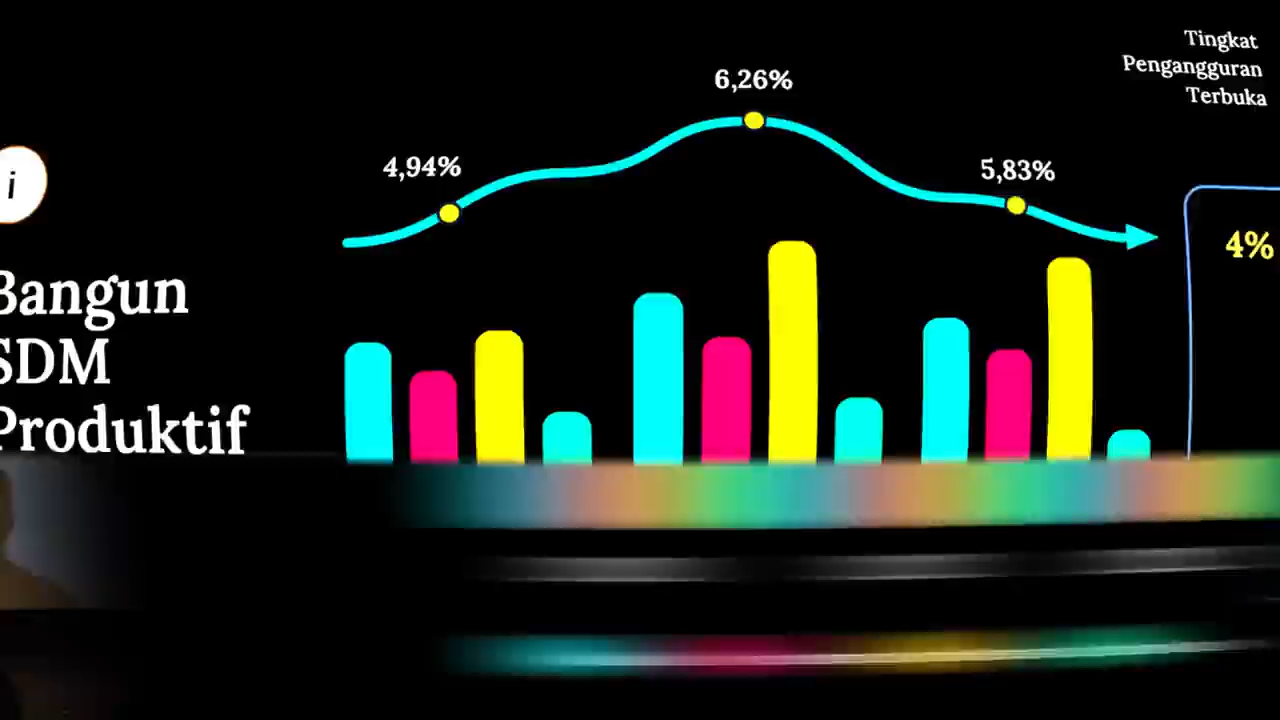 Tingkat
Pengangguran
Terbuka
6,26%
4,94%
5,83%
4%
i
Bangun
SDM
Produktif